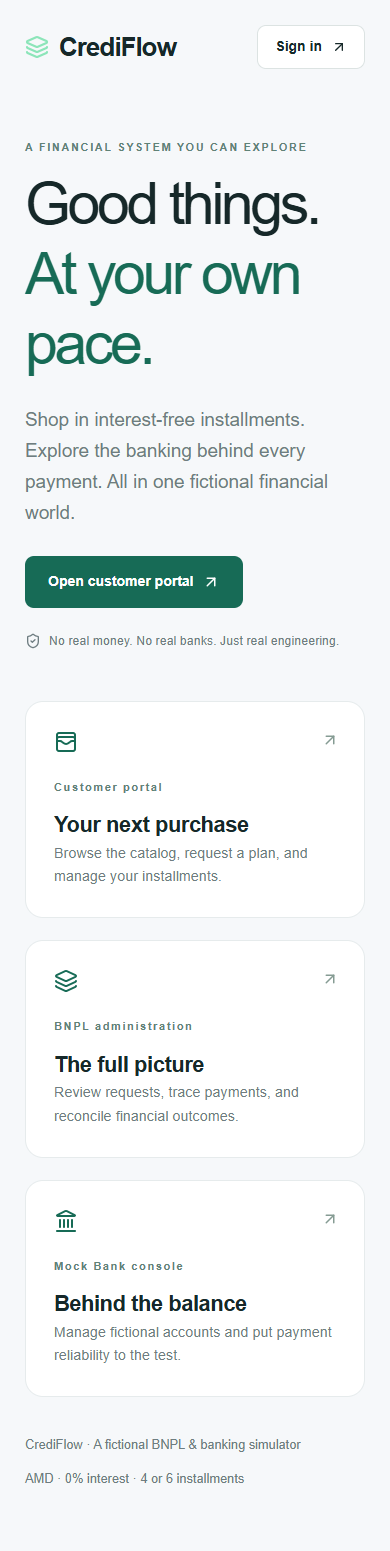 CrediFlow
Sign in
A FINANCIAL SYSTEM YOU CAN EXPLORE
Good things.
At your own
pace.
Shop in interest-free installments.
Explore the banking behind every
payment. All in one fictional financial
world.
Open customer portal
No real money. No real banks. Just real engineering.
Customer portal
Your next purchase
Browse the catalog, request a plan, and
manage your installments.
BNPL administration
The full picture
Review requests, trace payments, and
reconcile financial outcomes.
Mock Bank console
Behind the balance
Manage fictional accounts and put payment
reliability to the test.
CrediFlow · A fictional BNPL & banking simulator
AMD · 0% interest · 4 or 6 installments